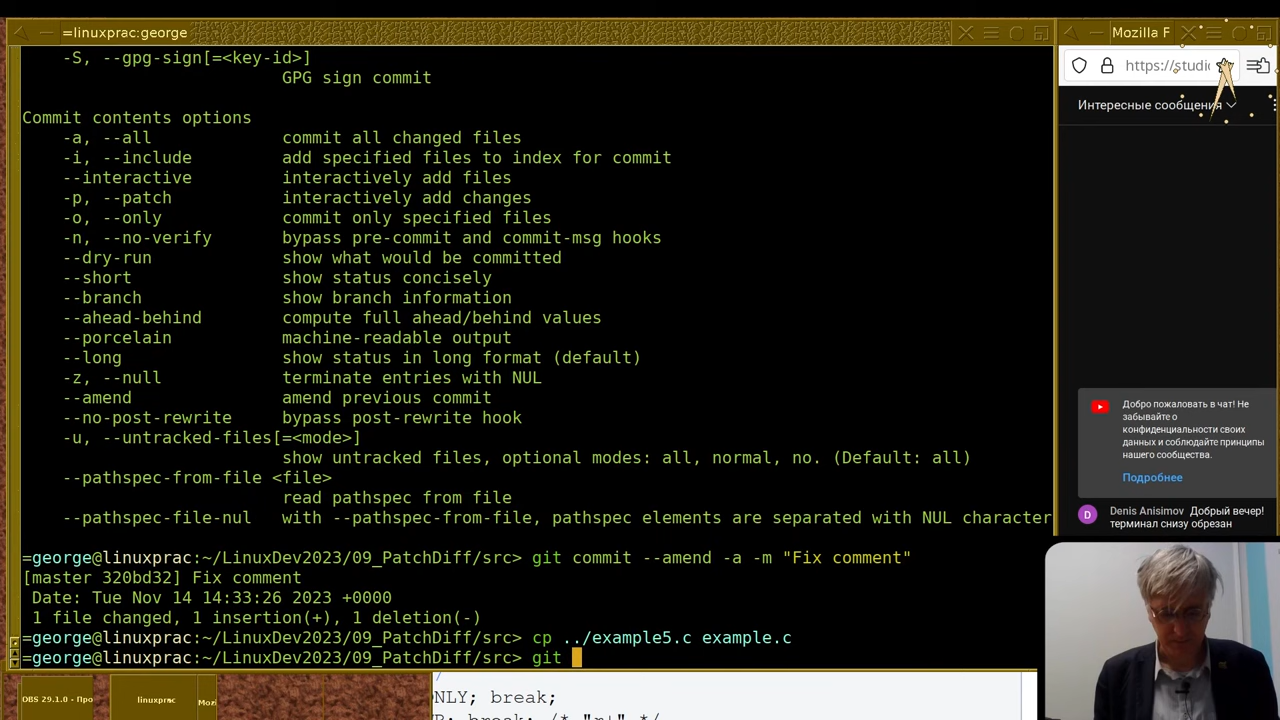 =linuxprac:george
-S, --gpg-sign[=<key-id>]
GPG sign commit
Commit contents options
-a, --all commit all changed files
-i, --include add specified files to index for commit
--interactive interactively add files
-p, --patch interactively add changes
-o, --only commit only specified files
-n, --no-verify bypass pre-commit and commit-msg hooks
--dry-run show what would be committed
--short show status concisely
--branch show branch information
--ahead-behind compute full ahead/behind values
--porcelain machine-readable output
--long show status in long format (default)
-z, --null terminate entries with NUL
--amend amend previous commit
--no-post-rewrite bypass post-rewrite hook
-u, --untracked-files[=<mode>]
show untracked files, optional modes: all, normal, no. (Default: all)
--pathspec-from-file <file>
read pathspec from file
--pathspec-file-nul with --pathspec-from-file, pathspec elements are separated with NUL character
=george@linuxprac:~/LinuxDev2023/09_PatchDiff/src> git commit --amend -a -m "Fix comment"
[master 320bd32] Fix comment
Date: Tue Nov 14 14:33:26 2023 +0000
1 file changed, 1 insertion(+), 1 deletion(-)
=george@linuxprac:~/LinuxDev2023/09_PatchDiff/src> cp ../example5.c example.c
=george@linuxprac:~/LinuxDev2023/09_PatchDiff/src> git
Mozilla F
https://studi
Интересные сообщения
Добро пожаловать в чат! Не
забывайте о
конфиденциальности своих
данных и соблюдайте принципы
нашего сообщества.
Подробнее
D
Denis Anisimov Добрый вечер!
терминал снизу обрезан
OBS 29.1.0 - Про
linuxprac
Mozi
NLY; break;